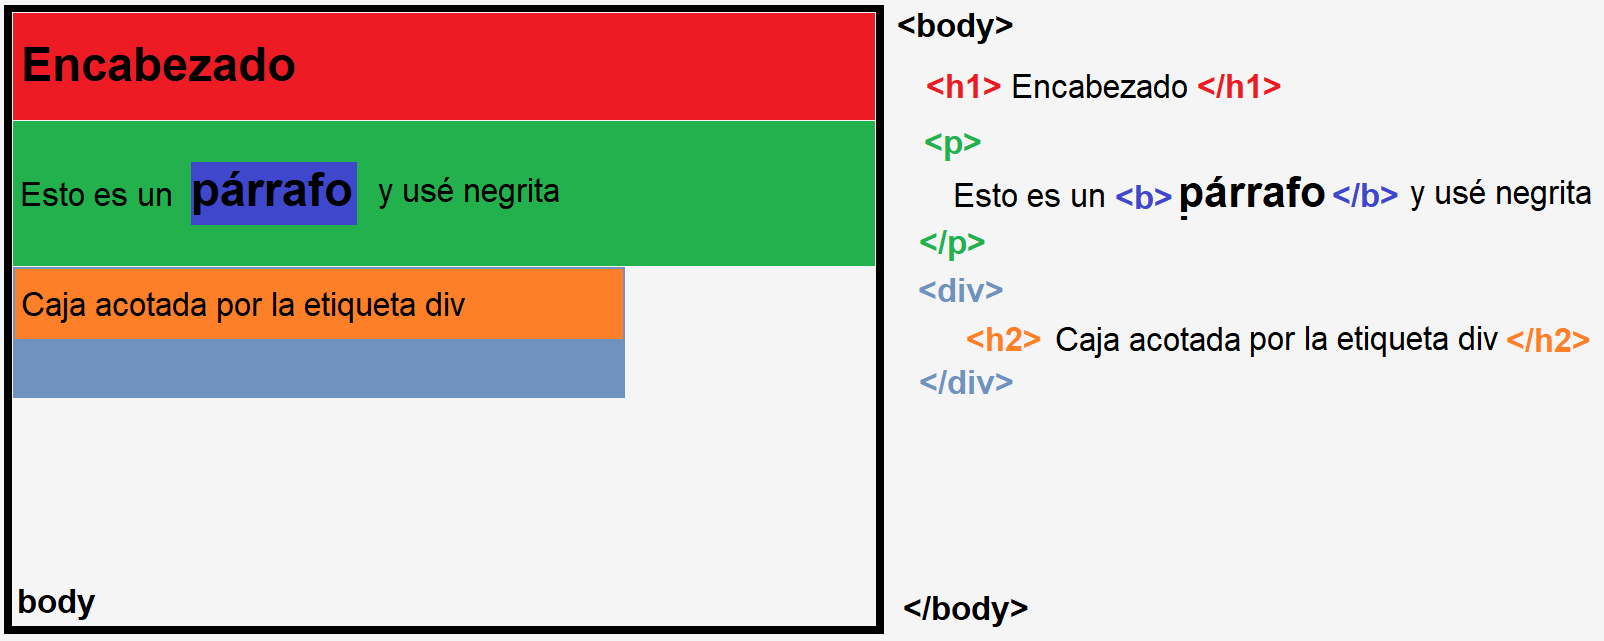 Encabezado
Esto es un párrafo y usé negrita
Caja acotada por la etiqueta div
body
<body>
<h1> Encabezado </h1>
<p>
Esto es un <b> párrafo </b> y usé negrita
</p>
<div>
<h2> Caja acotada por la etiqueta div </h2>
</div>
</body>